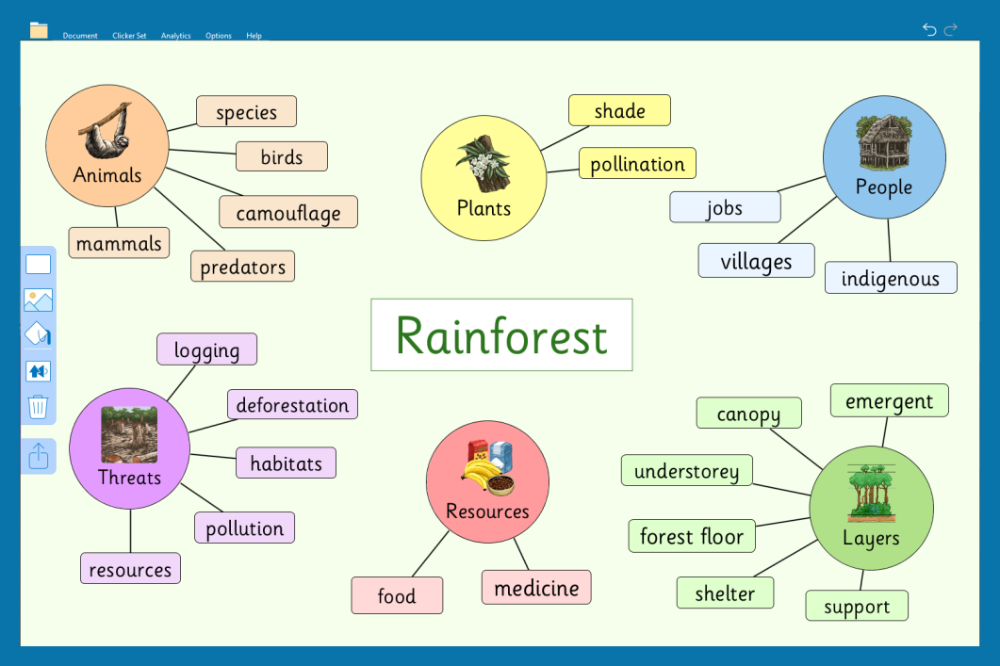 Document Clicker Set Analytics Options Help
Animals
species
birds
camouflage
mammals
predators
Plants
shade
pollination
People
jobs
villages
indigenous
Rainforest
Threats
logging
deforestation
habitats
pollution
resources
Resources
food
medicine
Layers
canopy
emergent
understorey
forest floor
shelter
support